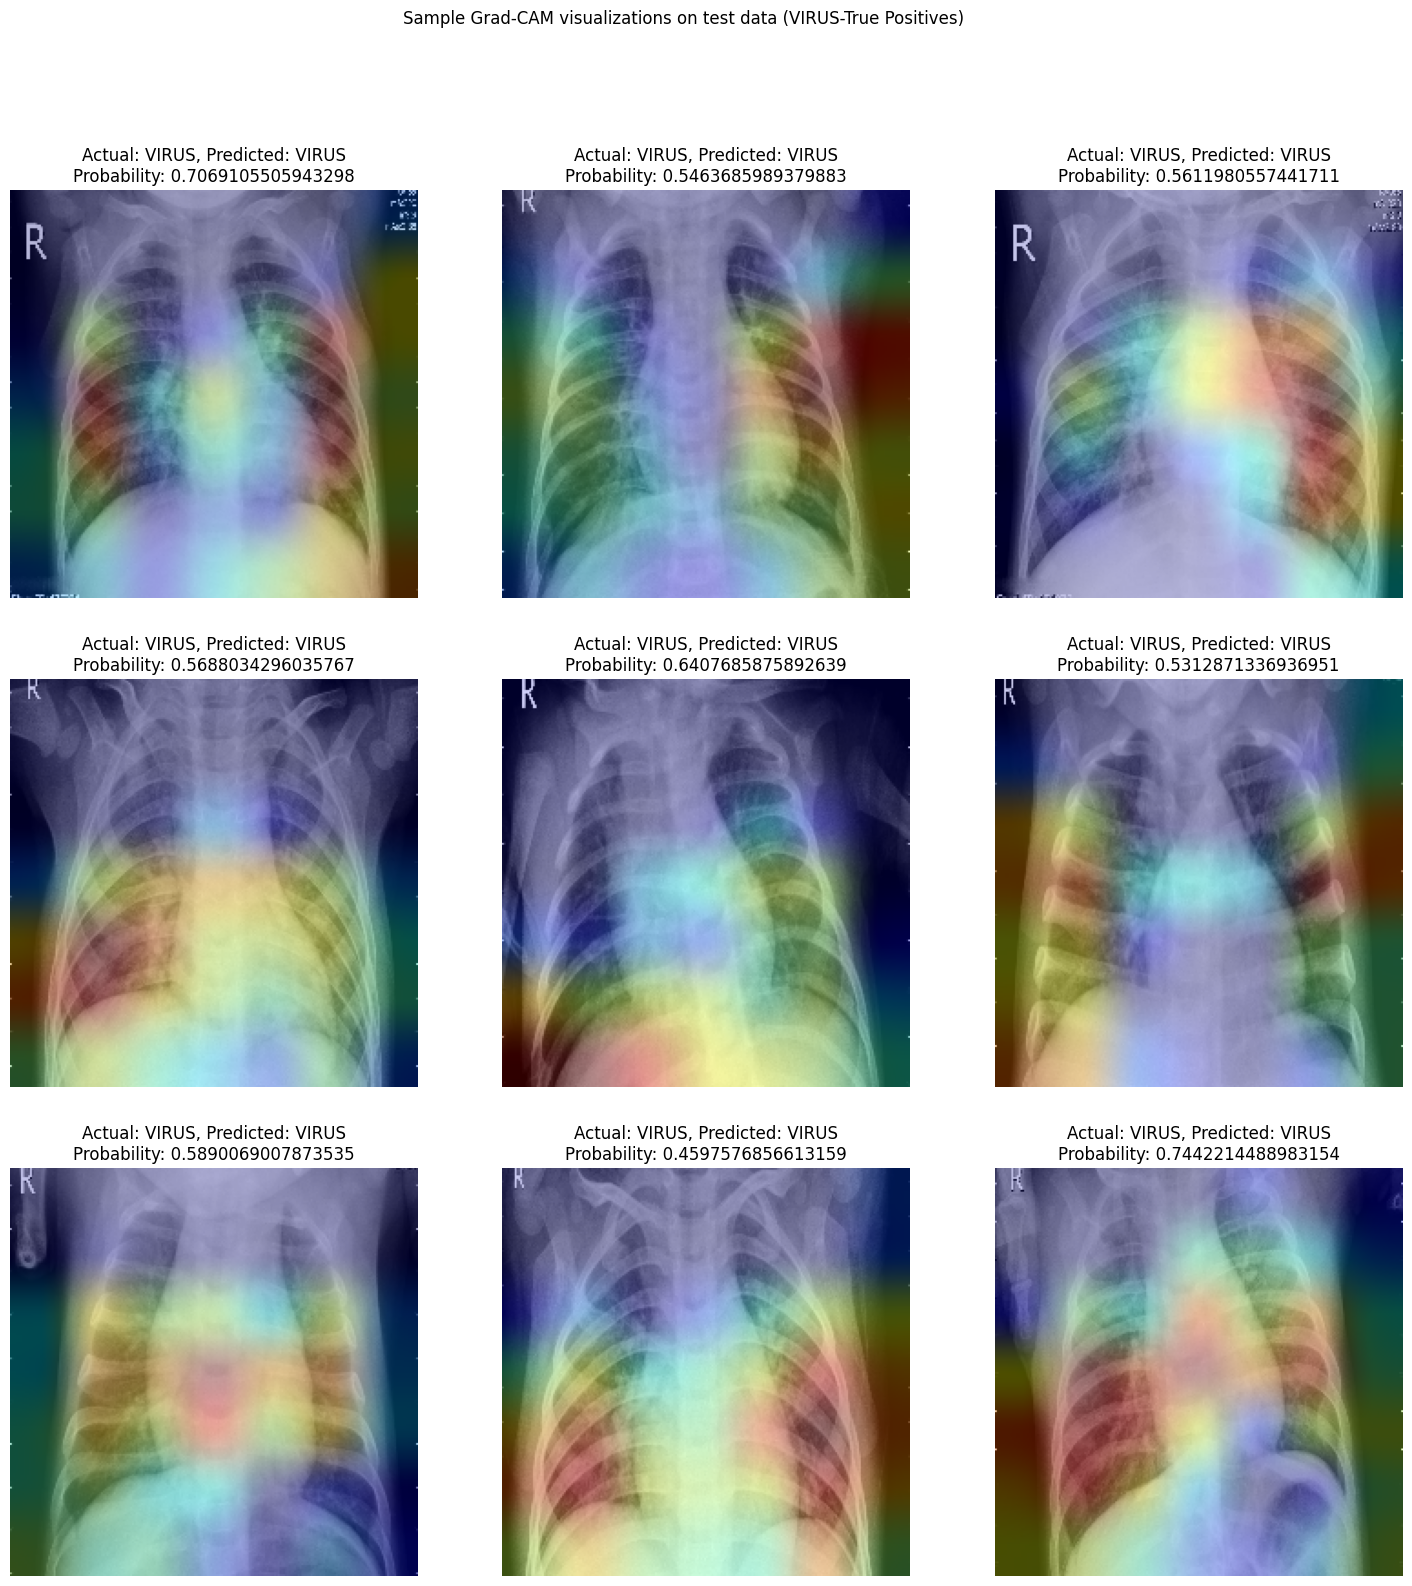 Sample Grad-CAM visualizations on test data (VIRUS-True Positives)
Actual: VIRUS, Predicted: VIRUS
Probability: 0.7069105505943298
Actual: VIRUS, Predicted: VIRUS
Probability: 0.5463685989379883
Actual: VIRUS, Predicted: VIRUS
Probability: 0.5611980557441711
R
R
R
Actual: VIRUS, Predicted: VIRUS
Probability: 0.5688034296035767
Actual: VIRUS, Predicted: VIRUS
Probability: 0.6407685875892639
Actual: VIRUS, Predicted: VIRUS
Probability: 0.5312871336936951
R
R
R
Actual: VIRUS, Predicted: VIRUS
Probability: 0.5890069007873535
Actual: VIRUS, Predicted: VIRUS
Probability: 0.4597576856613159
Actual: VIRUS, Predicted: VIRUS
Probability: 0.7442214488983154
R
R
R